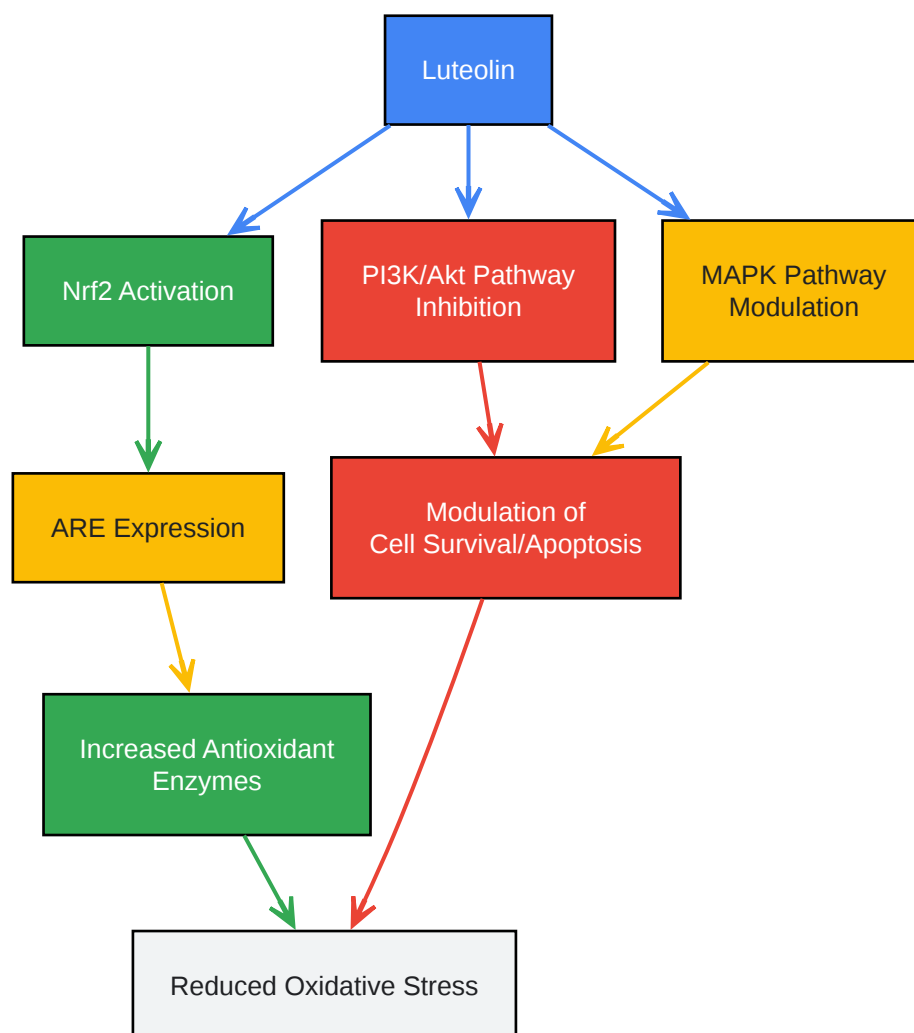 Luteolin
Nrf2 Activation
PI3K/Akt Pathway
Inhibition
MAPK Pathway
Modulation
ARE Expression
Modulation of
Cell Survival/Apoptosis
Increased Antioxidant
Enzymes
Reduced Oxidative Stress